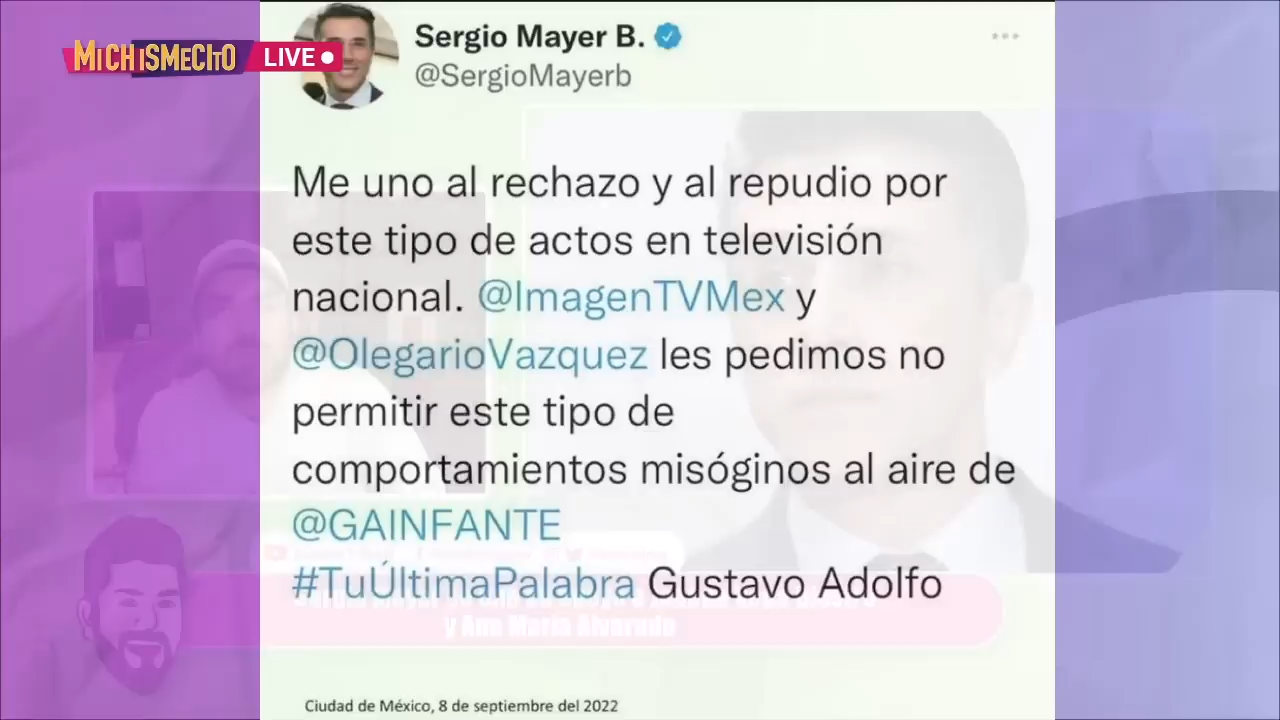 MiCHiSMECitO
LIVE
Sergio Mayer B.
@SergioMayerb
Me uno al rechazo y al repudio por
este tipo de actos en televisión
nacional. @ImagenTVMex y
@OlegarioVazquez les pedimos no
permitir este tipo de
comportamientos misóginos al aire de
@GAINFANTE
#TuÚltimaPalabra Gustavo Adolfo
y Ana María Alvarado
Ciudad de México, 8 de septiembre del 2022